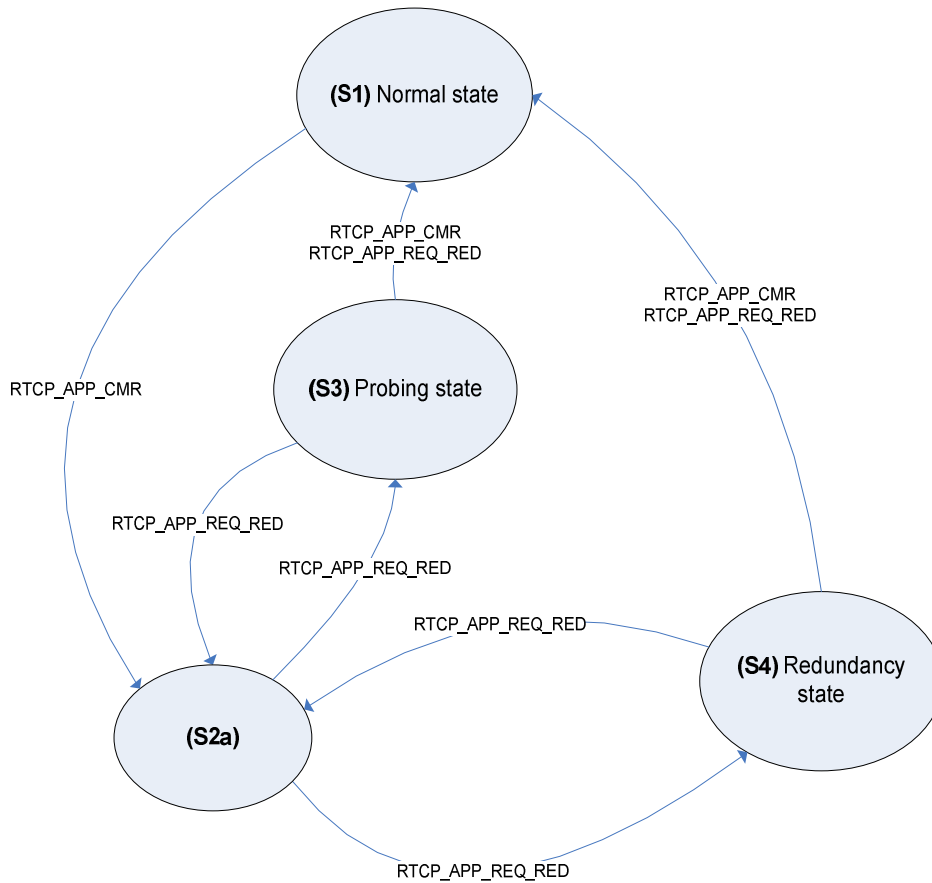 (S1) Normal state
RTCP_APP_CMR
RTCP_APP_REQ_RED
RTCP_APP_CMR
RTCP_APP_REQ_RED
RTCP_APP_CMR
(S3) Probing state
RTCP_APP_REQ_RED
RTCP_APP_REQ_RED
RTCP_APP_REQ_RED
(S4) Redundancy
state
(S2a)
RTCP_APP_REQ_RED